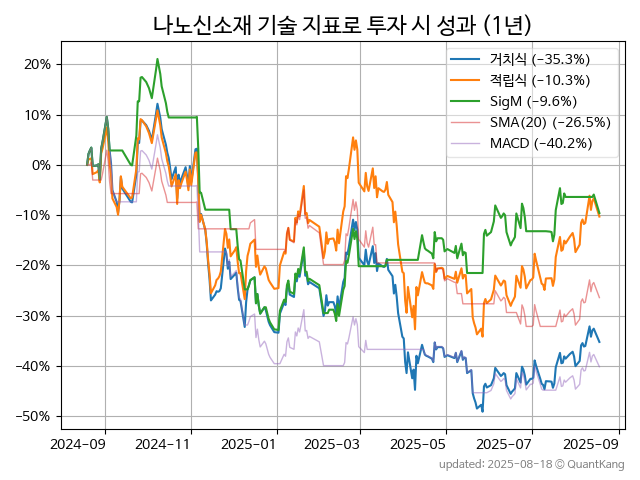 나노신소재 기술 지표로 투자 시 성과 (1년)
거치식 (−35.3%)
적립식 (−10.3%)
SigM (−9.6%)
SMA(20) (−26.5%)
MACD (−40.2%)
20%
10%
0%
−10%
−20%
−30%
−40%
−50%
2024-09 2024-11 2025-01 2025-03 2025-05 2025-07 2025-09
updated: 2025-08-18 © QuantKang